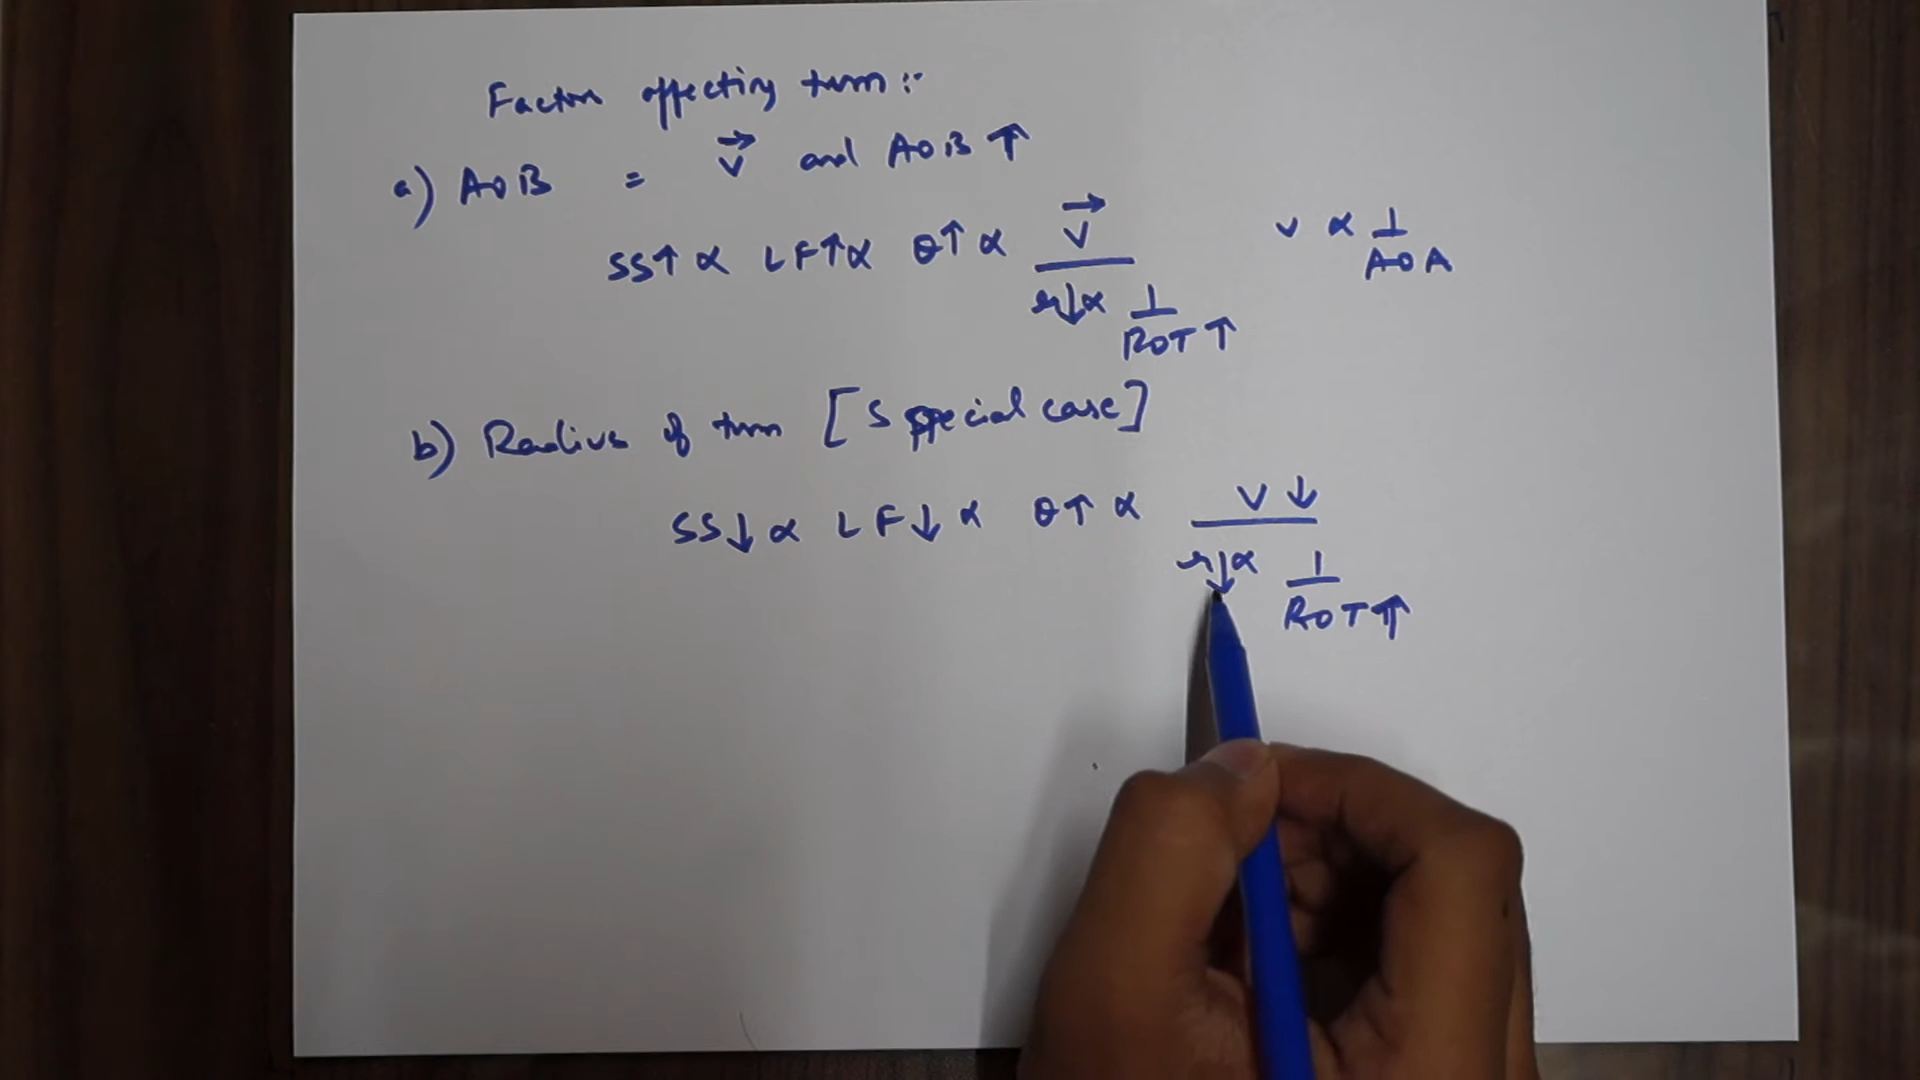 Factors affecting turn :-
a) AOB = V→ and AOB ↑
SS↑ α LF↑ α θ↑ α V→ / r↓ α 1 / ROT ↑
V α 1 / AOA
b) Radius of turn [S special case]
SS↓ α LF↓ α θ↑ α V↓ / r↓ α 1 / ROT ⇈